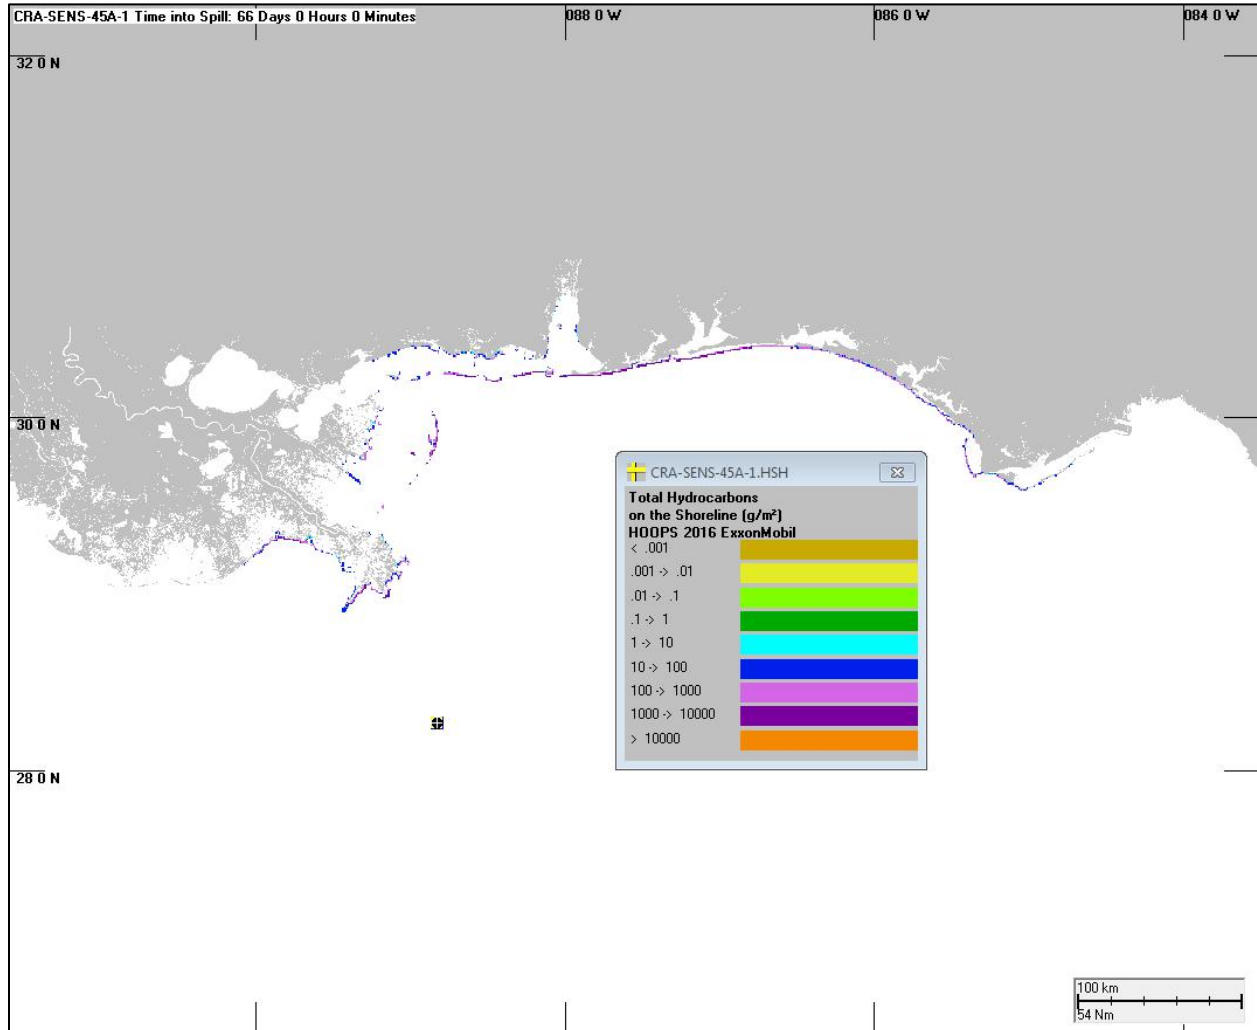 CRA-SENS-45A-1 Time into Spill: 66 Days 0 Hours 0 Minutes
088 0 W
086 0 W
084 0 W
32 0 N
30 0 N
CRA-SENS-45A-1.HSH
Total Hydrocarbons
on the Shoreline (g/m²)
HOOPS 2016 ExxonMobil
< .001
.001 -> .01
.01 -> .1
.1 -> 1
1 -> 10
10 -> 100
100 -> 1000
1000 -> 10000
> 10000
28 0 N
100 km
54 Nm